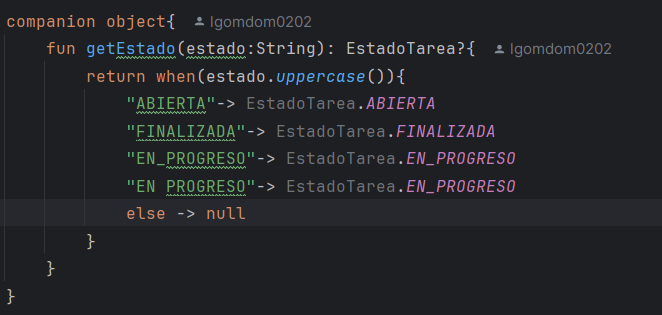 companion object{ lgomdom0202
fun getEstado(estado:String): EstadoTarea?{ lgomdom0202
return when(estado.uppercase()){
"ABIERTA"-> EstadoTarea.ABIERTA
"FINALIZADA"-> EstadoTarea.FINALIZADA
"EN_PROGRESO"-> EstadoTarea.EN_PROGRESO
"EN PROGRESO"-> EstadoTarea.EN_PROGRESO
else -> null
}
}
}